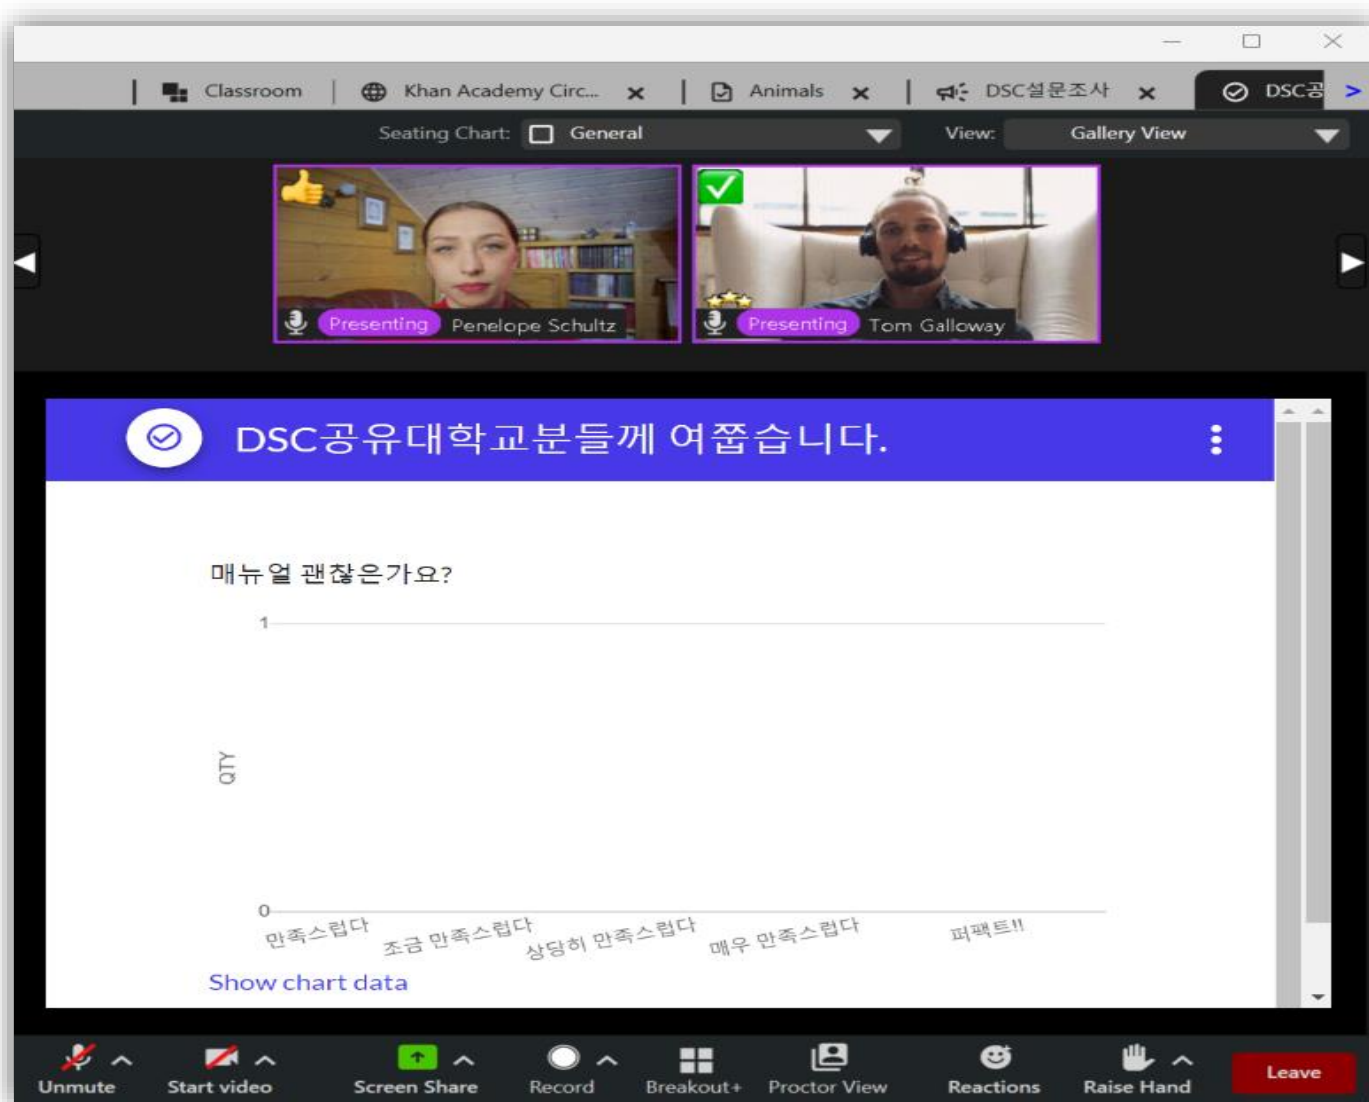 Classroom
Khan Academy Circ...
Animals
DSC설문조사
DSC공
Seating Chart:
General
View:
Gallery View
Presenting Penelope Schultz
Presenting Tom Galloway
DSC공유대학교분들께 여쭙습니다.
매뉴얼 괜찮은가요?
1
QTY
0
만족스럽다
조금 만족스럽다
상당히 만족스럽다
매우 만족스럽다
퍼팩트!!
Show chart data
Unmute
Start video
Screen Share
Record
Breakout+
Proctor View
Reactions
Raise Hand
Leave